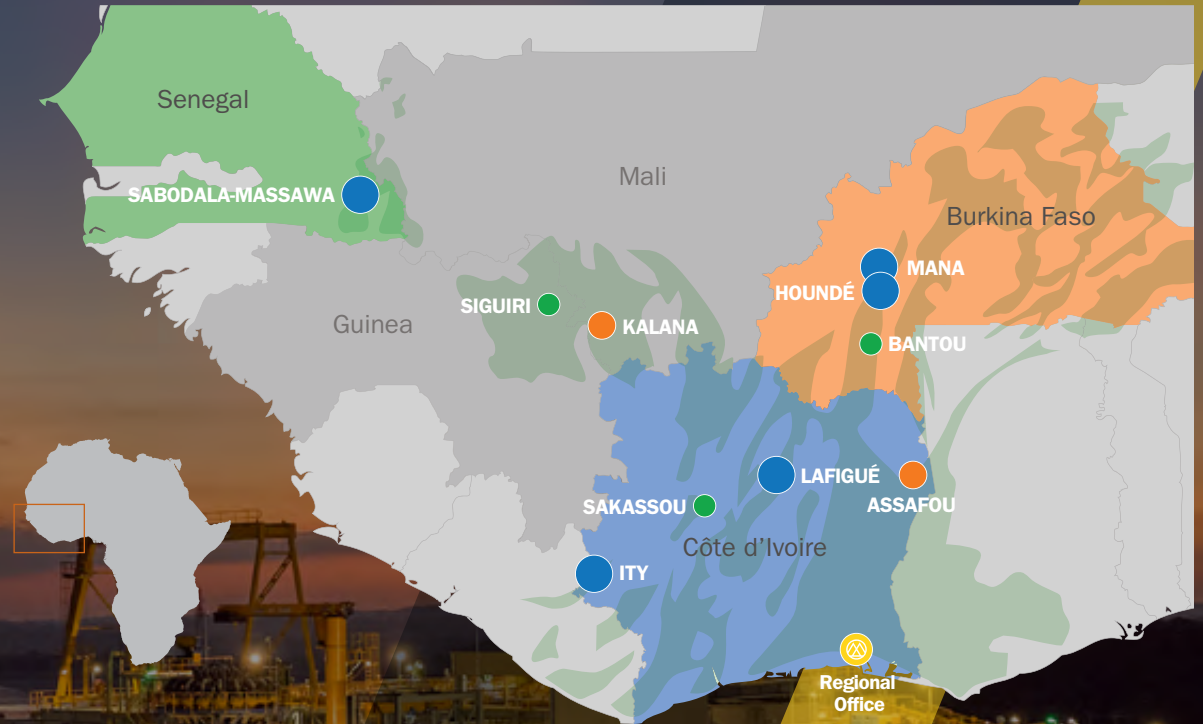 Senegal
Mali
SABODALA-MASSAWA
Burkina Faso
MANA
HOUNDÉ
SIGUIRI
KALANA
Guinea
BANTOU
LAFIGUÉ
SAKASSOU
ASSAFOU
Côte d’Ivoire
ITY
Regional
Office